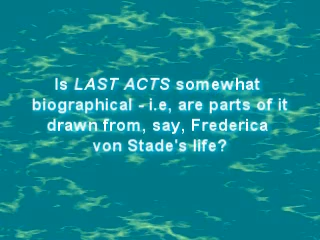 Is LAST ACTS somewhat
biographical - i.e, are parts of it
drawn from, say, Frederica
von Stade's life?